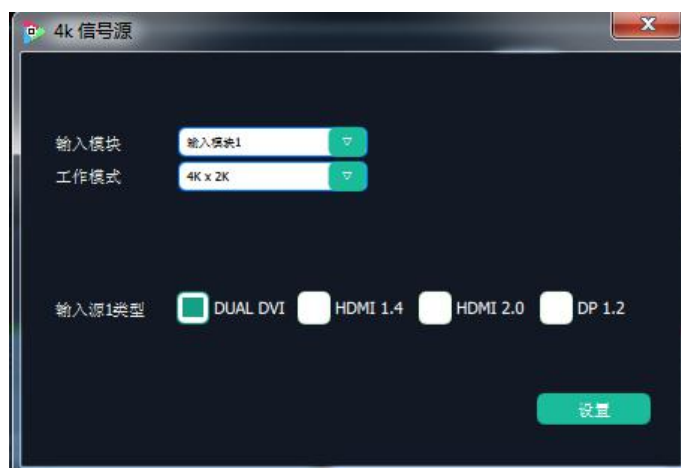 4k 信号源
输入模块 输入模块1
工作模式 4K x 2K
输入源1类型 DUAL DVI HDMI 1.4 HDMI 2.0 DP 1.2
设置